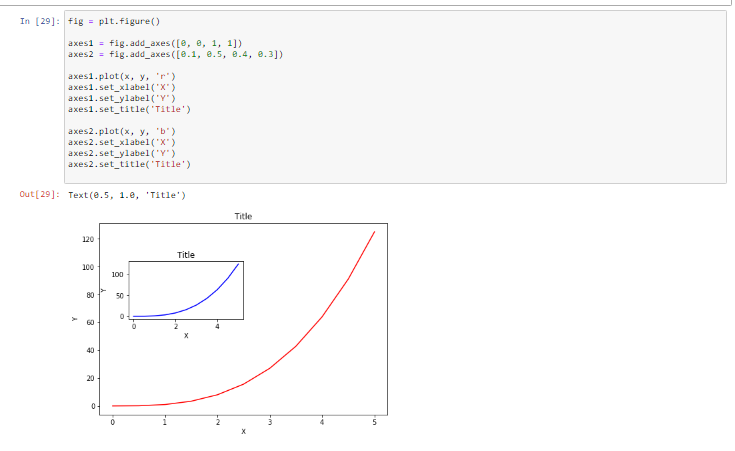 In [29]: fig = plt.figure()
axes1 = fig.add_axes([0, 0, 1, 1])
axes2 = fig.add_axes([0.1, 0.5, 0.4, 0.3])
axes1.plot(x, y, 'r')
axes1.set_xlabel('X')
axes1.set_ylabel('Y')
axes1.set_title('Title')
axes2.plot(x, y, 'b')
axes2.set_xlabel('X')
axes2.set_ylabel('Y')
axes2.set_title('Title')
Out[29]: Text(0.5, 1.0, 'Title')
Title
120
100
80
60
40
20
0
Y
0 1 2 3 4 5
X
Title
100
50
0
Y
0 2 4
X